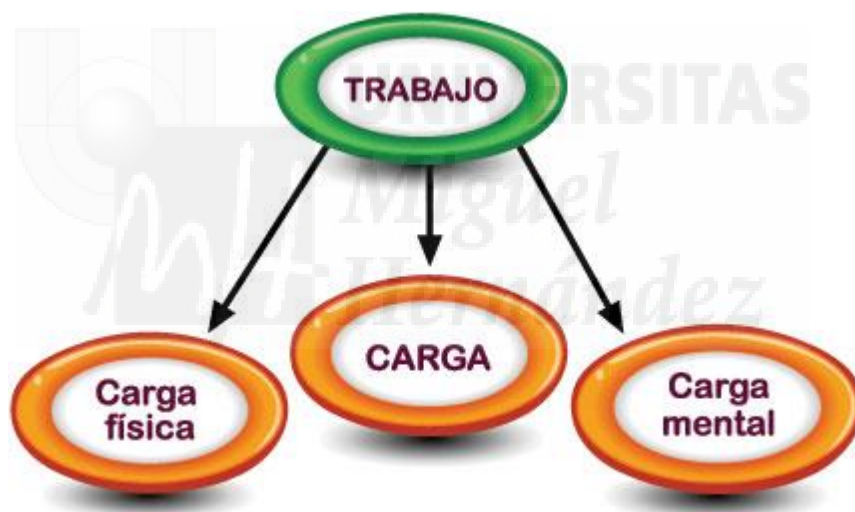 TRABAJO
UNIVERSITAS
Miguel
Hernández
CARGA
Carga
física
Carga
mental